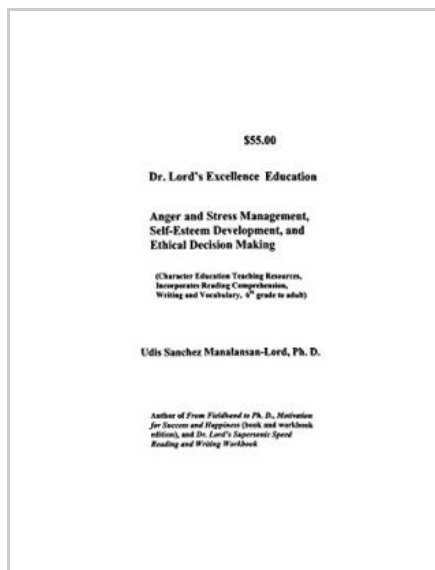 $55.00
Dr. Lord's Excellence Education
Anger and Stress Management,
Self-Esteem Development, and
Ethical Decision Making
(Character Education Teaching Resources,
Incorporates Reading Comprehension,
Writing and Vocabulary, 6th grade to adult)
Udis Sanchez Manalansan-Lord, Ph. D.
Author of From Fieldhand to Ph. D., Motivation
for Success and Happiness (book and workbook
edition), and Dr. Lord's Supersonic Speed
Reading and Writing Workbook